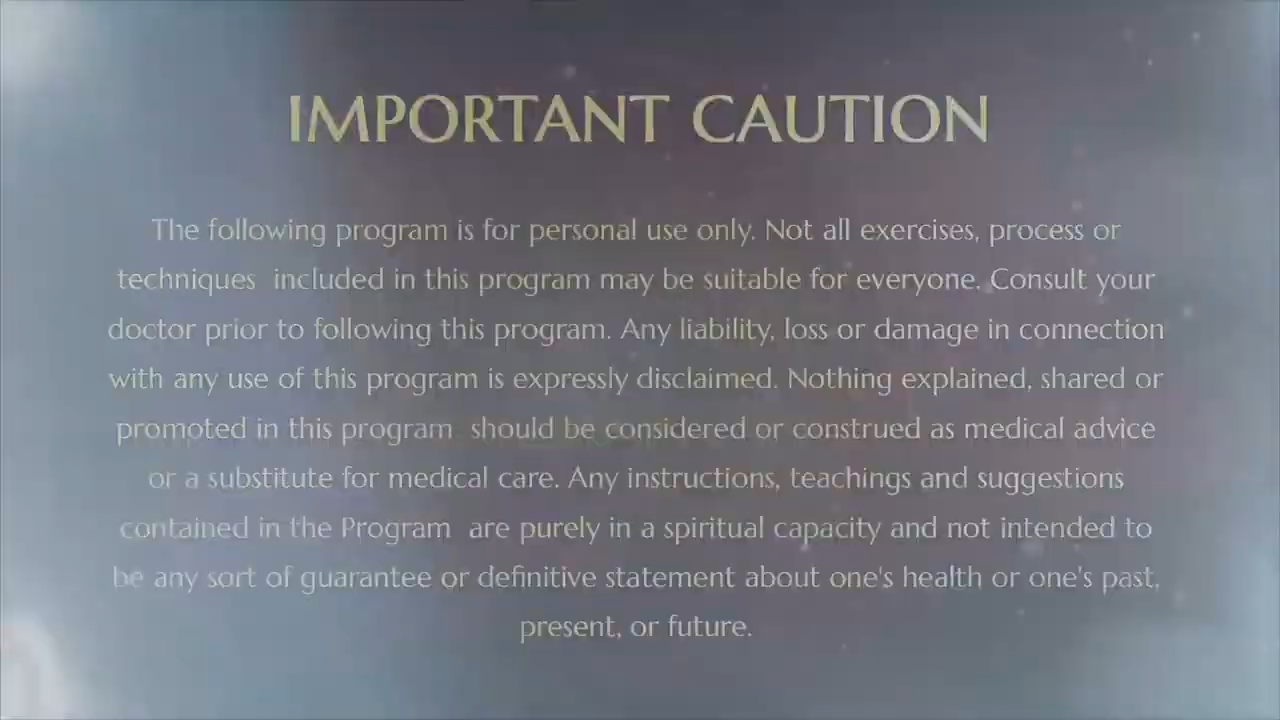 IMPORTANT CAUTION
The following program is for personal use only. Not all exercises, process or
techniques  included in this program may be suitable for everyone. Consult your
doctor prior to following this program. Any liability, loss or damage in connection
with any use of this program is expressly disclaimed. Nothing explained, shared or
promoted in this program  should be considered or construed as medical advice
or a substitute for medical care. Any instructions, teachings and suggestions
contained in the Program  are purely in a spiritual capacity and not intended to
be any sort of guarantee or definitive statement about one's health or one's past,
present, or future.